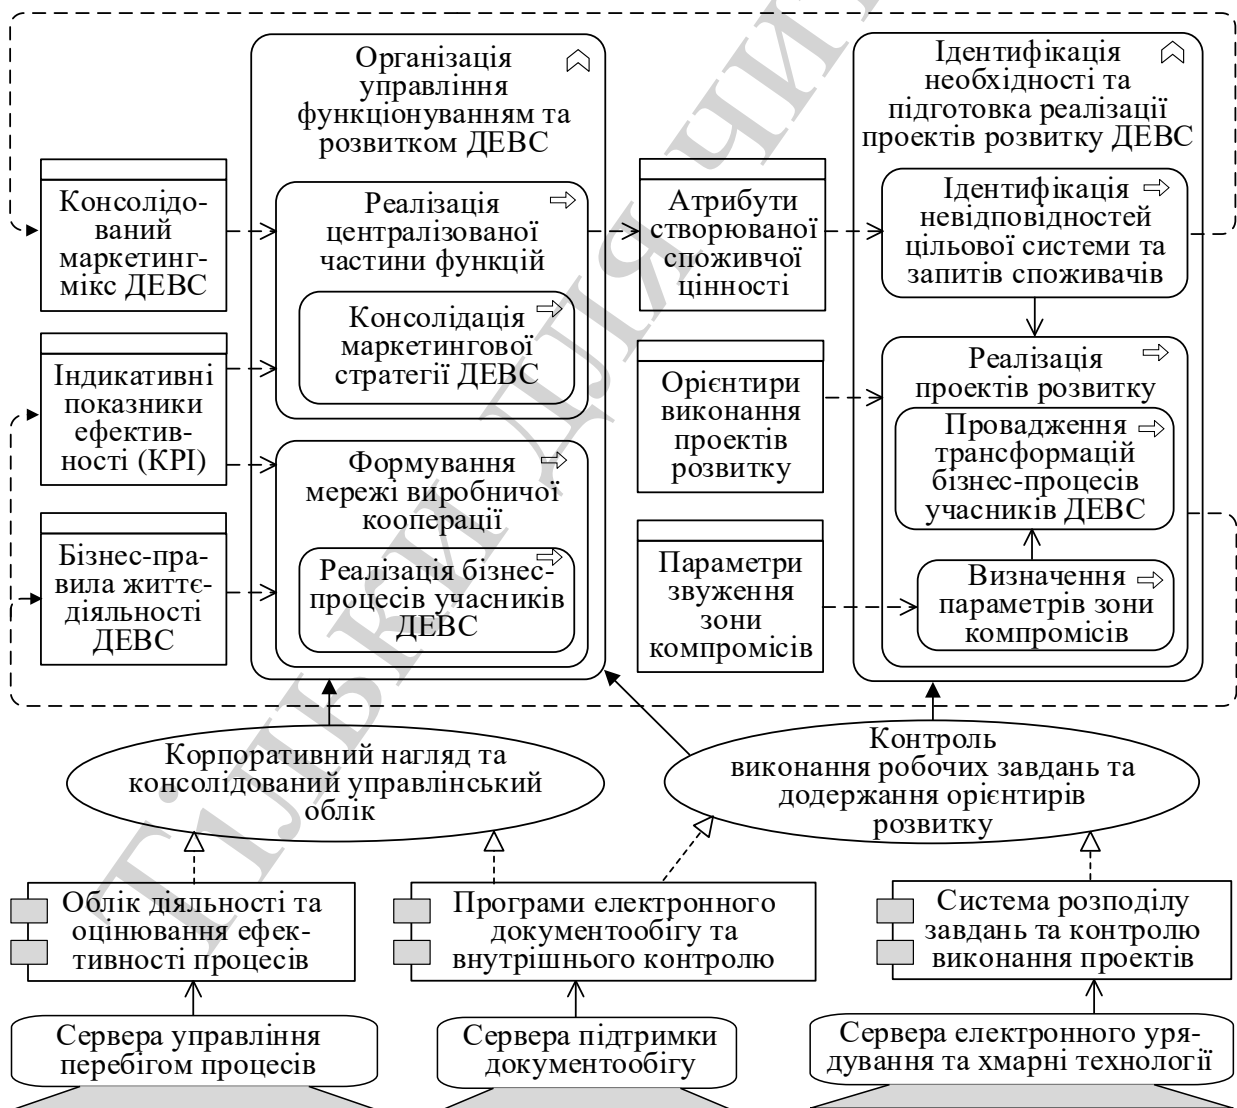 Організація
управління
функціонуванням та
розвитком ДЕВС
Ідентифікація
необхідності та
підготовка реалізації
проектів розвитку ДЕВС
Консолідо-
ваний
маркетинг-
мікс ДЕВС
Реалізація
централізованої
частини функцій
Консолідація
маркетингової
стратегії ДЕВС
Атрибути
створюваної
споживчої
цінності
Ідентифікація
невідповідностей
цільової системи та
запитів споживачів
Індикативні
показники
ефектив-
ності (KPI)
Орієнтири
виконання
проектів
розвитку
Реалізація
проектів розвитку
Провадження
трансформацій
бізнес-процесів
учасників ДЕВС
Формування
мережі виробничої
кооперації
Реалізація бізнес-
процесів учасників
ДЕВС
Бізнес-пра-
вила життє-
діяльності
ДЕВС
Параметри
звуження
зони
компромісів
Визначення
параметрів зони
компромісів
Корпоративний нагляд та
консолідований управлінський
облік
Контроль
виконання робочих завдань та
додержання орієнтирів
розвитку
Облік діяльності та
оцінювання ефек-
тивності процесів
Програми електронного
документообігу та
внутрішнього контролю
Система розподілу
завдань та контролю
виконання проектів
Сервера управління
перебігом процесів
Сервера підтримки
документообігу
Сервера електронного уря-
дування та хмарні технології
Тільки для чит